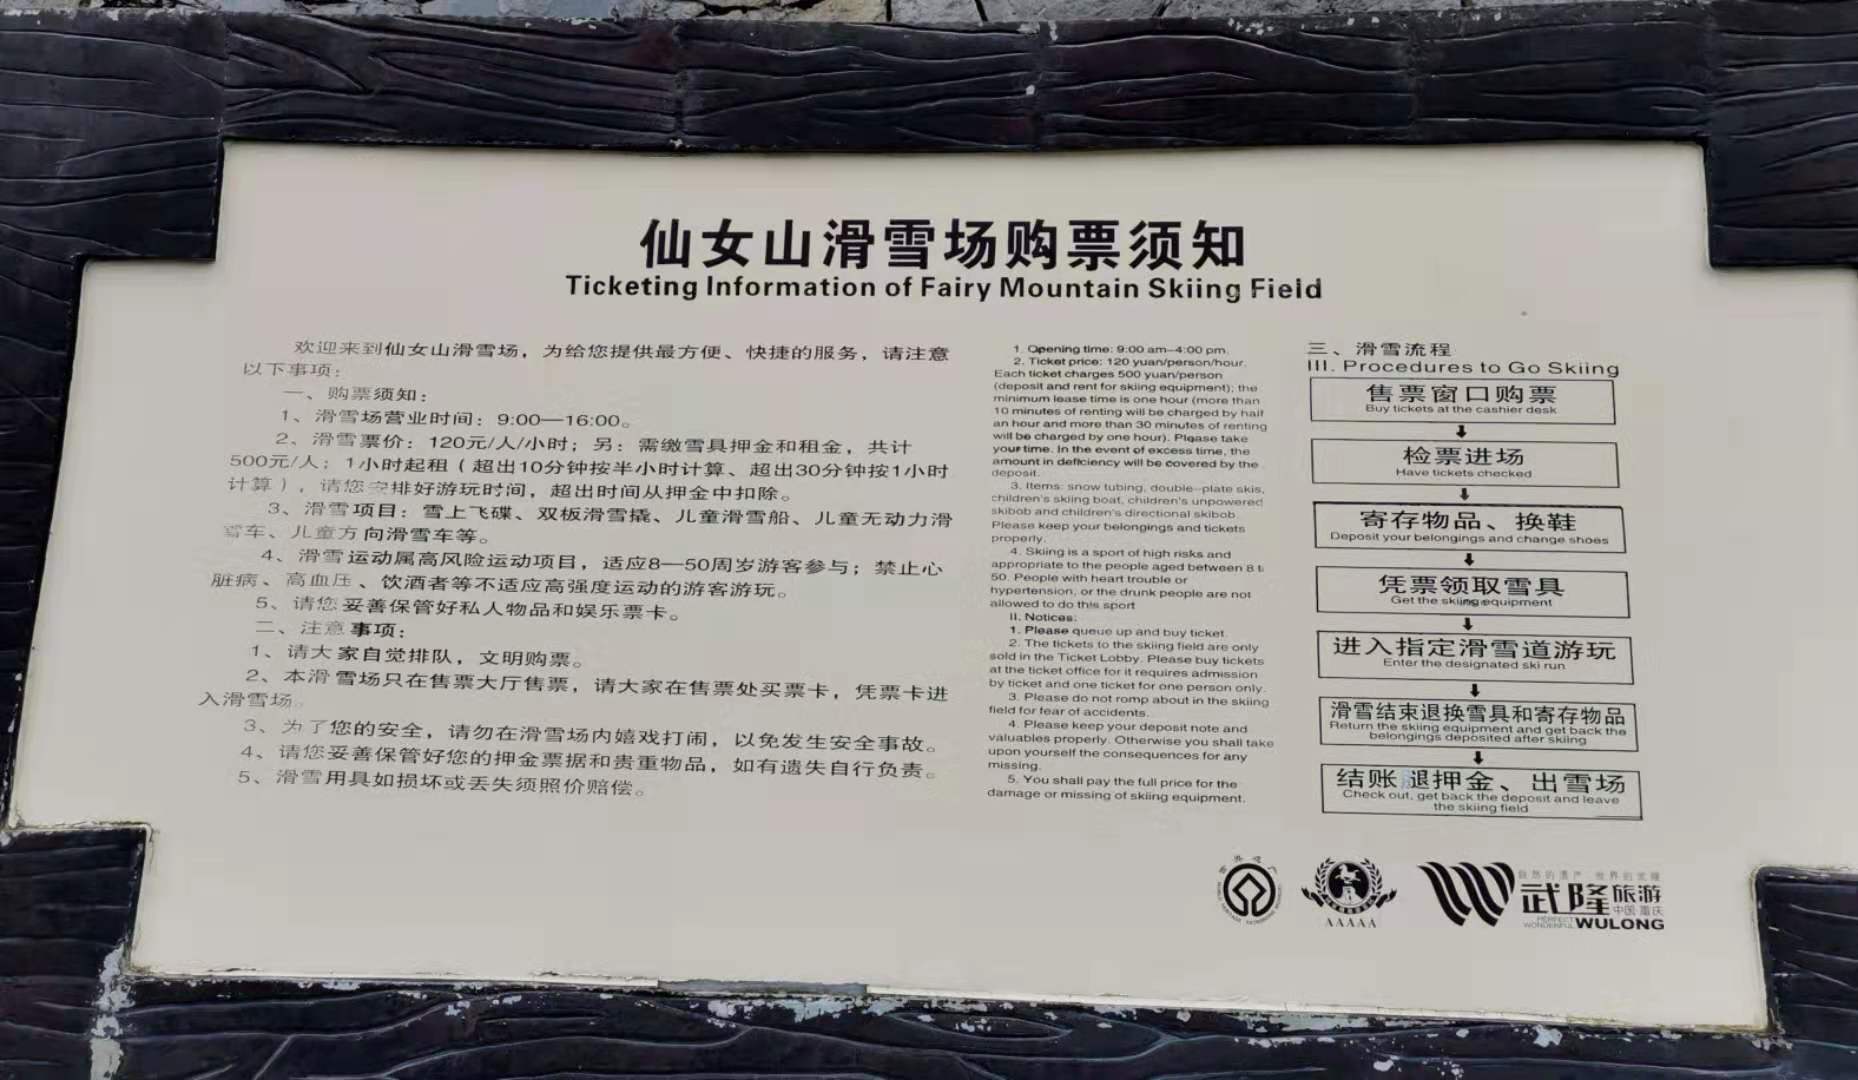 仙女山滑雪场购票须知
Ticketing Information of Fairy Mountain Skiing Field
欢迎来到仙女山滑雪场，为给您提供最方便、快捷的服务，请注意
以下事项：
一、购票须知：
1、滑雪场营业时间：9:00—16:00。
2、滑雪票价：120元/人/小时；另：需缴雪具押金和租金，共计
500元/人；1小时起租（超出10分钟按半小时计算、超出30分钟按1小时
计算），请您安排好游玩时间，超出时间从押金中扣除。
3、滑雪项目：雪上飞碟、双板滑雪撬、儿童滑雪船、儿童无动力滑
雪车、儿童方向滑雪车等。
4、滑雪运动属高风险运动项目，适应8—50周岁游客参与；禁止心
脏病、高血压、饮酒者等不适应高强度运动的游客游玩。
5、请您妥善保管好私人物品和娱乐票卡。
二、注意事项：
1、请大家自觉排队，文明购票。
2、本滑雪场只在售票大厅售票，请大家在售票处买票卡，凭票卡进
入滑雪场。
3、为了您的安全，请勿在滑雪场内嬉戏打闹，以免发生安全事故。
4、请您妥善保管好您的押金票据和贵重物品，如有遗失自行负责。
5、滑雪用具如损坏或丢失须照价赔偿。
1. Opening time: 9:00 am–4:00 pm.
2. Ticket price: 120 yuan/person/hour.
Each ticket charges 500 yuan/person
(deposit and rent for skiing equipment); the
minimum lease time is one hour (more than
10 minutes of renting will be charged by half
an hour and more than 30 minutes of renting
will be charged by one hour). Please take
your time. In the event of excess time, the
amount in deficiency will be covered by the
deposit.
3. Items: snow tubing, double–plate skis,
children's skiing boat, children's unpowered
skibob and children's directional skibob.
Please keep your belongings and tickets
properly.
4. Skiing is a sport of high risks and
appropriate to the people aged between 8 t
50. People with heart trouble or
hypertension, or the drunk people are not
allowed to do this sport
II. Notices:
1. Please queue up and buy ticket.
2. The tickets to the skiing field are only
sold in the Ticket Lobby. Please buy tickets
at the ticket office for it requires admission
by ticket and one ticket for one person only.
3. Please do not romp about in the skiing
field for fear of accidents.
4. Please keep your deposit note and
valuables properly. Otherwise you shall take
upon yourself the consequences for any
missing.
5. You shall pay the full price for the
damage or missing of skiing equipment.
三、滑雪流程
III. Procedures to Go Skiing
售票窗口购票
Buy tickets at the cashier desk
检票进场
Have tickets checked
寄存物品、换鞋
Deposit your belongings and change shoes
凭票领取雪具
Get the skiing equipment
进入指定滑雪道游玩
Enter the designated ski run
滑雪结束退换雪具和寄存物品
Return the skiing equipment and get back the
belongings deposited after skiing
结账腿押金、出雪场
Check out, get back the deposit and leave
the skiing field
AAAAA
自然的遗产 世界的武隆
武隆旅游
中国·重庆
PERFECT
WONDERFUL WULONG